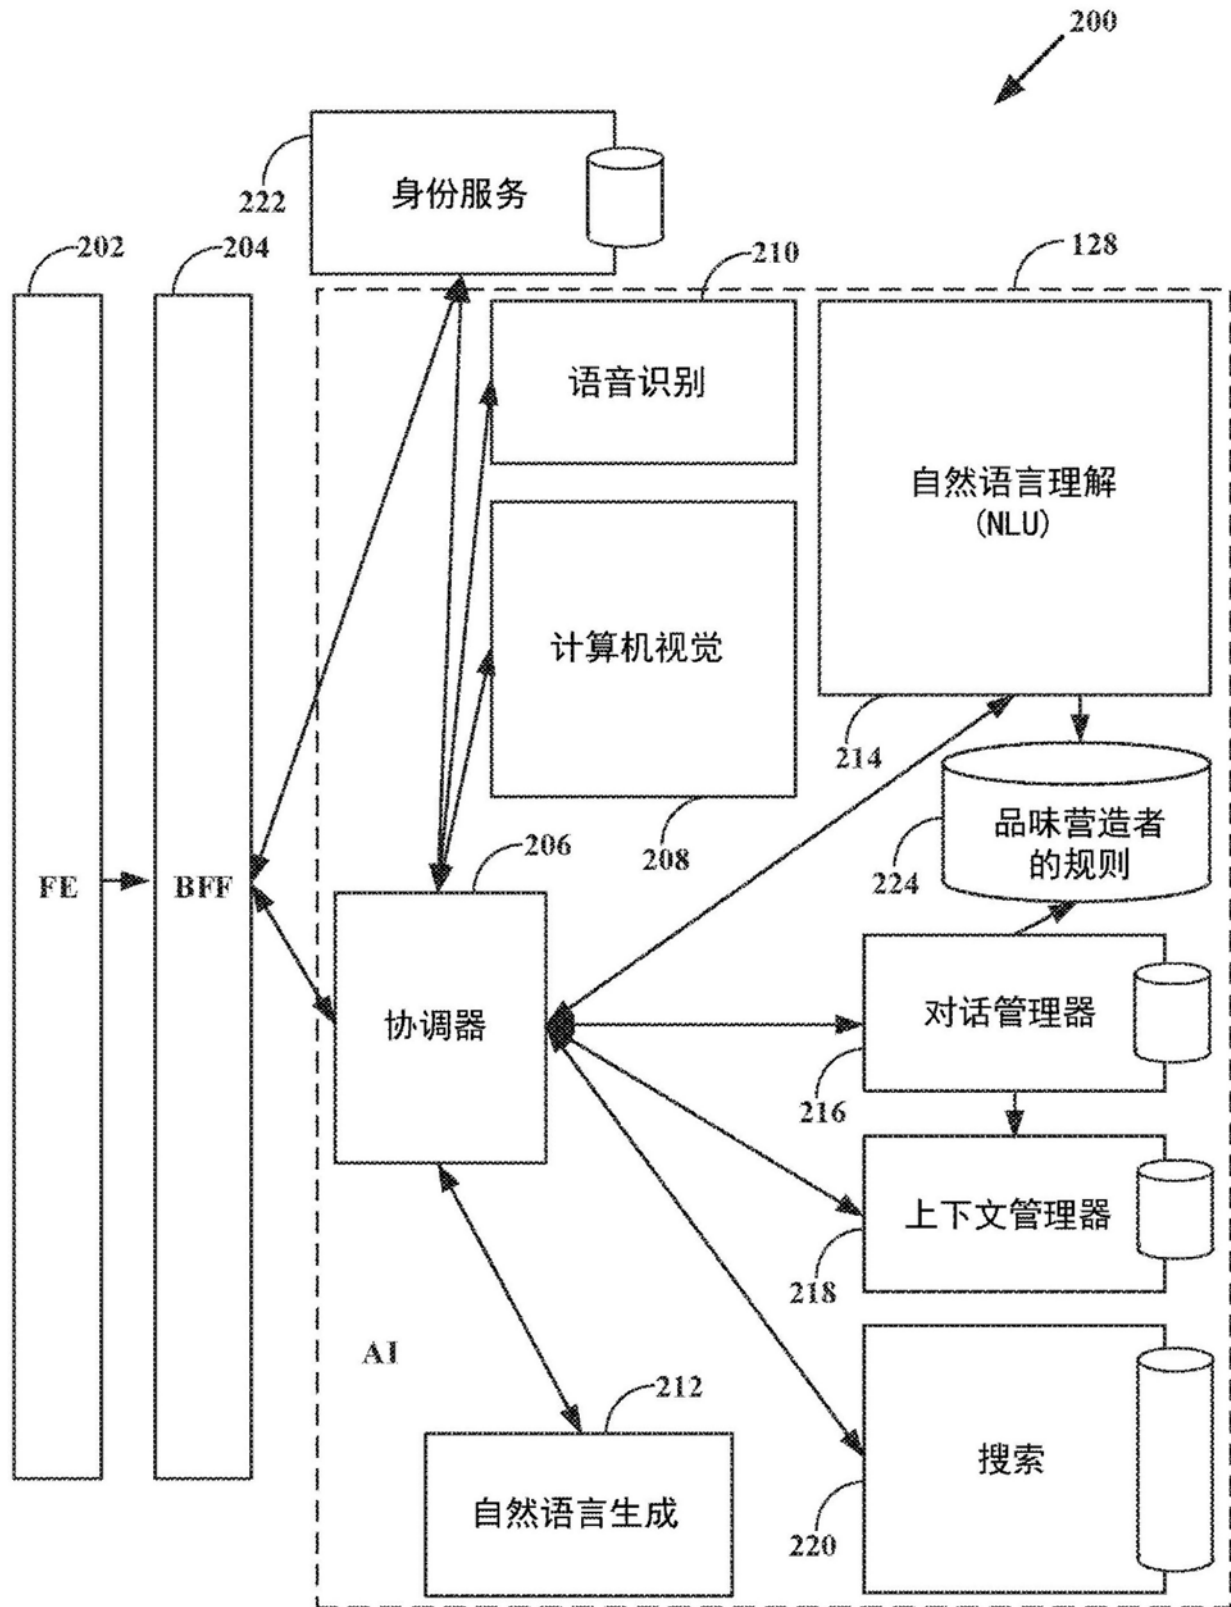 200
身份服务
222
202
204
210
128
语音识别
自然语言理解
(NLU)
计算机视觉
214
206
208
品味营造者
的规则
224
FE
BFF
协调器
对话管理器
216
上下文管理器
218
AI
212
搜索
自然语言生成
220